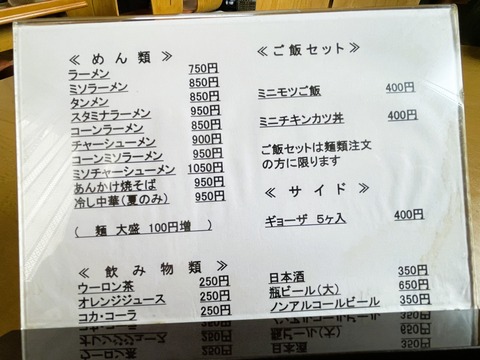 ≪ め ん 類 ≫
ラーメン 750円
ミソラーメン 850円
タンメン 850円
スタミナラーメン 950円
コーンラーメン 850円
チャーシューメン 900円
コーンミソラーメン 950円
ミソチャーシューメン 1050円
あんかけ焼そば 950円
冷し中華(夏のみ) 950円
( 麺 大盛 100円増 )
≪ 飲 み 物 類 ≫
ウーロン茶 250円
オレンジジュース 250円
コカ・コーラ 250円
≪ ご 飯 セ ッ ト ≫
ミニモツご飯 400円
ミニチキンカツ丼 400円
ご飯セットは麺類注文
の方に限ります
≪ サ イ ド ≫
ギョーザ 5ヶ入 400円
日本酒 350円
瓶ビール(大) 650円
ノンアルコールビール 350円